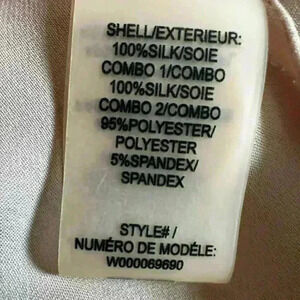 SHELL/EXTERIEUR:
100%SILK/SOIE
COMBO 1/COMBO
100%SILK/SOIE
COMBO 2/COMBO
95%POLYESTER/
POLYESTER
5%SPANDEX/
SPANDEX
STYLE# /
NUMÉRO DE MODÉLE:
W000069690